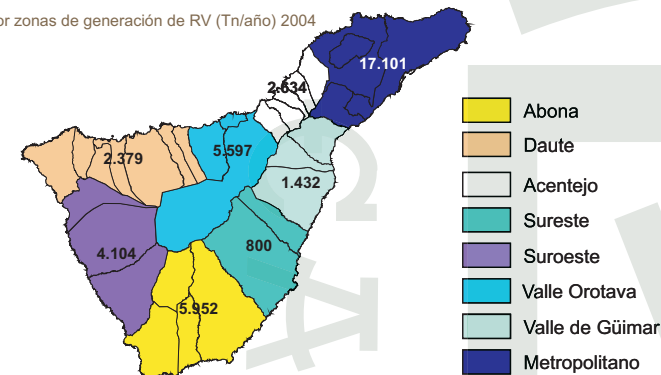 or zonas de generación de RV (Tn/año) 2004
17.101
2.634
5.597
2.379
1.432
4.104
800
5.952
Abona
Daute
Acentejo
Sureste
Suroeste
Valle Orotava
Valle de Güimar
Metropolitano